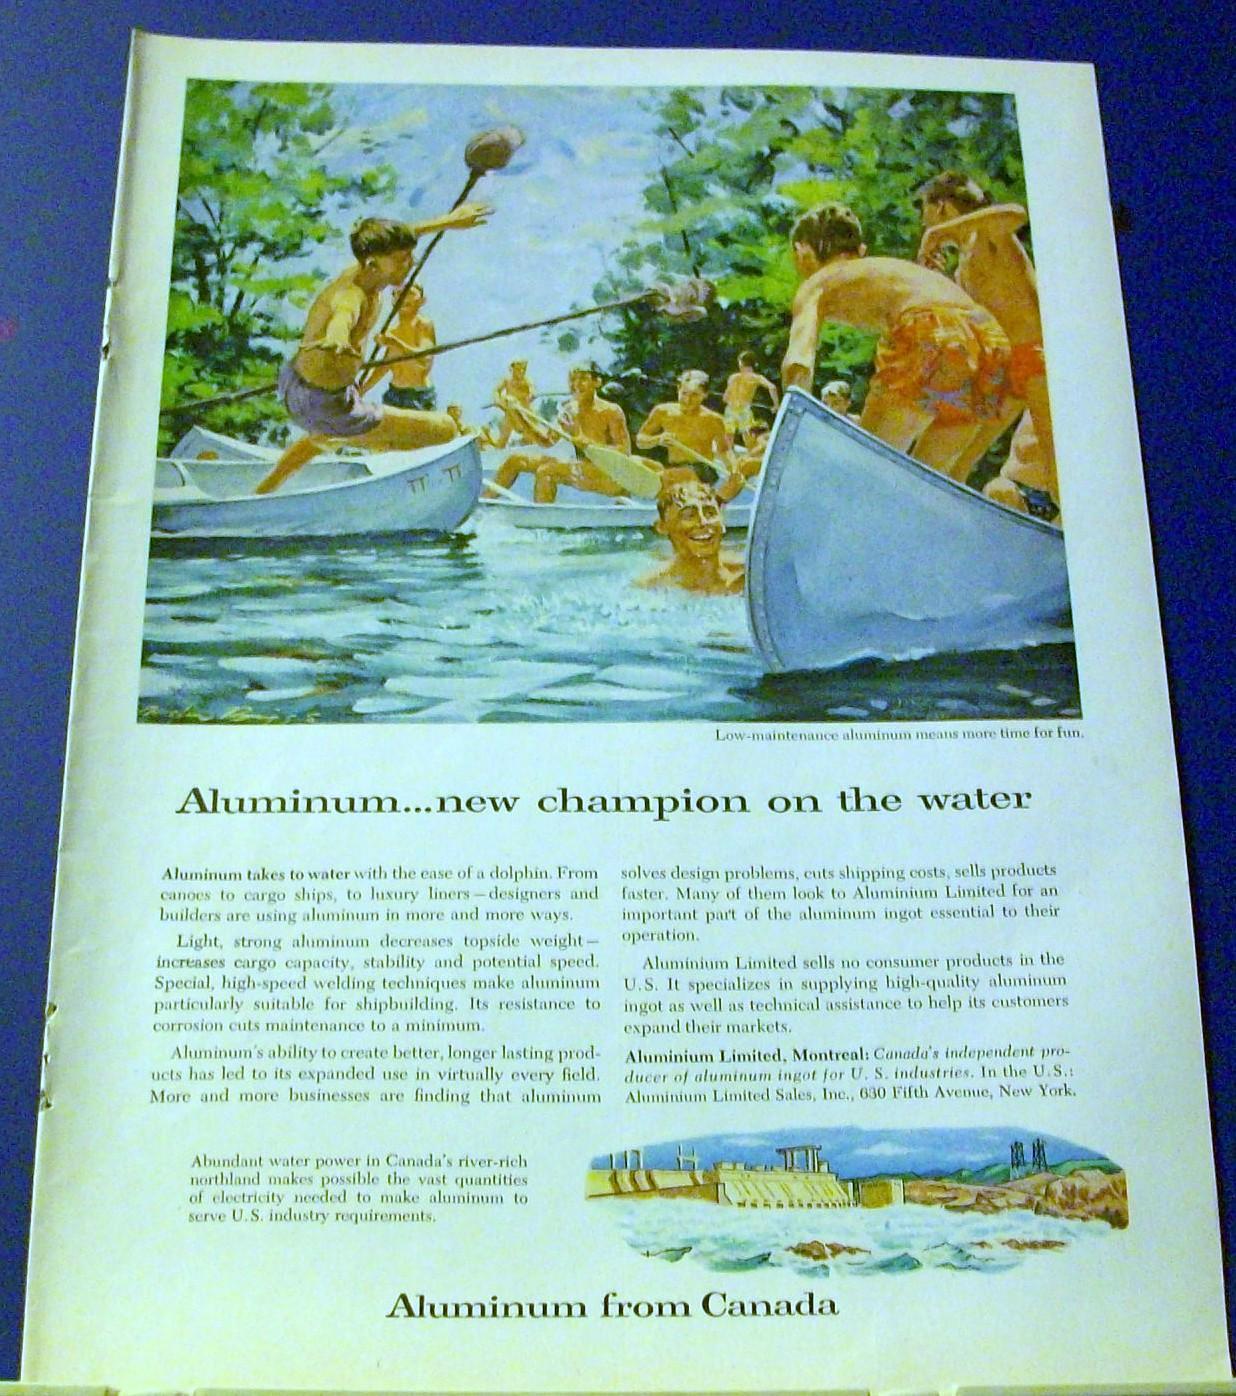 Low-maintenance aluminum means more time for fun.
Aluminum...new champion on the water
Aluminum takes to water with the ease of a dolphin. From
canoes to cargo ships, to luxury liners—designers and
builders are using aluminum in more and more ways.
Light, strong aluminum decreases topside weight—
increases cargo capacity, stability and potential speed.
Special, high-speed welding techniques make aluminum
particularly suitable for shipbuilding. Its resistance to
corrosion cuts maintenance to a minimum.
Aluminum's ability to create better, longer lasting prod-
ucts has led to its expanded use in virtually every field.
More and more businesses are finding that aluminum
solves design problems, cuts shipping costs, sells products
faster. Many of them look to Aluminium Limited for an
important part of the aluminum ingot essential to their
operation.
Aluminium Limited sells no consumer products in the
U.S. It specializes in supplying high-quality aluminum
ingot as well as technical assistance to help its customers
expand their markets.
Aluminium Limited, Montreal: Canada's independent pro-
ducer of aluminum ingot for U. S. industries. In the U.S.:
Aluminium Limited Sales, Inc., 630 Fifth Avenue, New York.
Abundant water power in Canada's river-rich
northland makes possible the vast quantities
of electricity needed to make aluminum to
serve U.S. industry requirements.
Aluminum from Canada